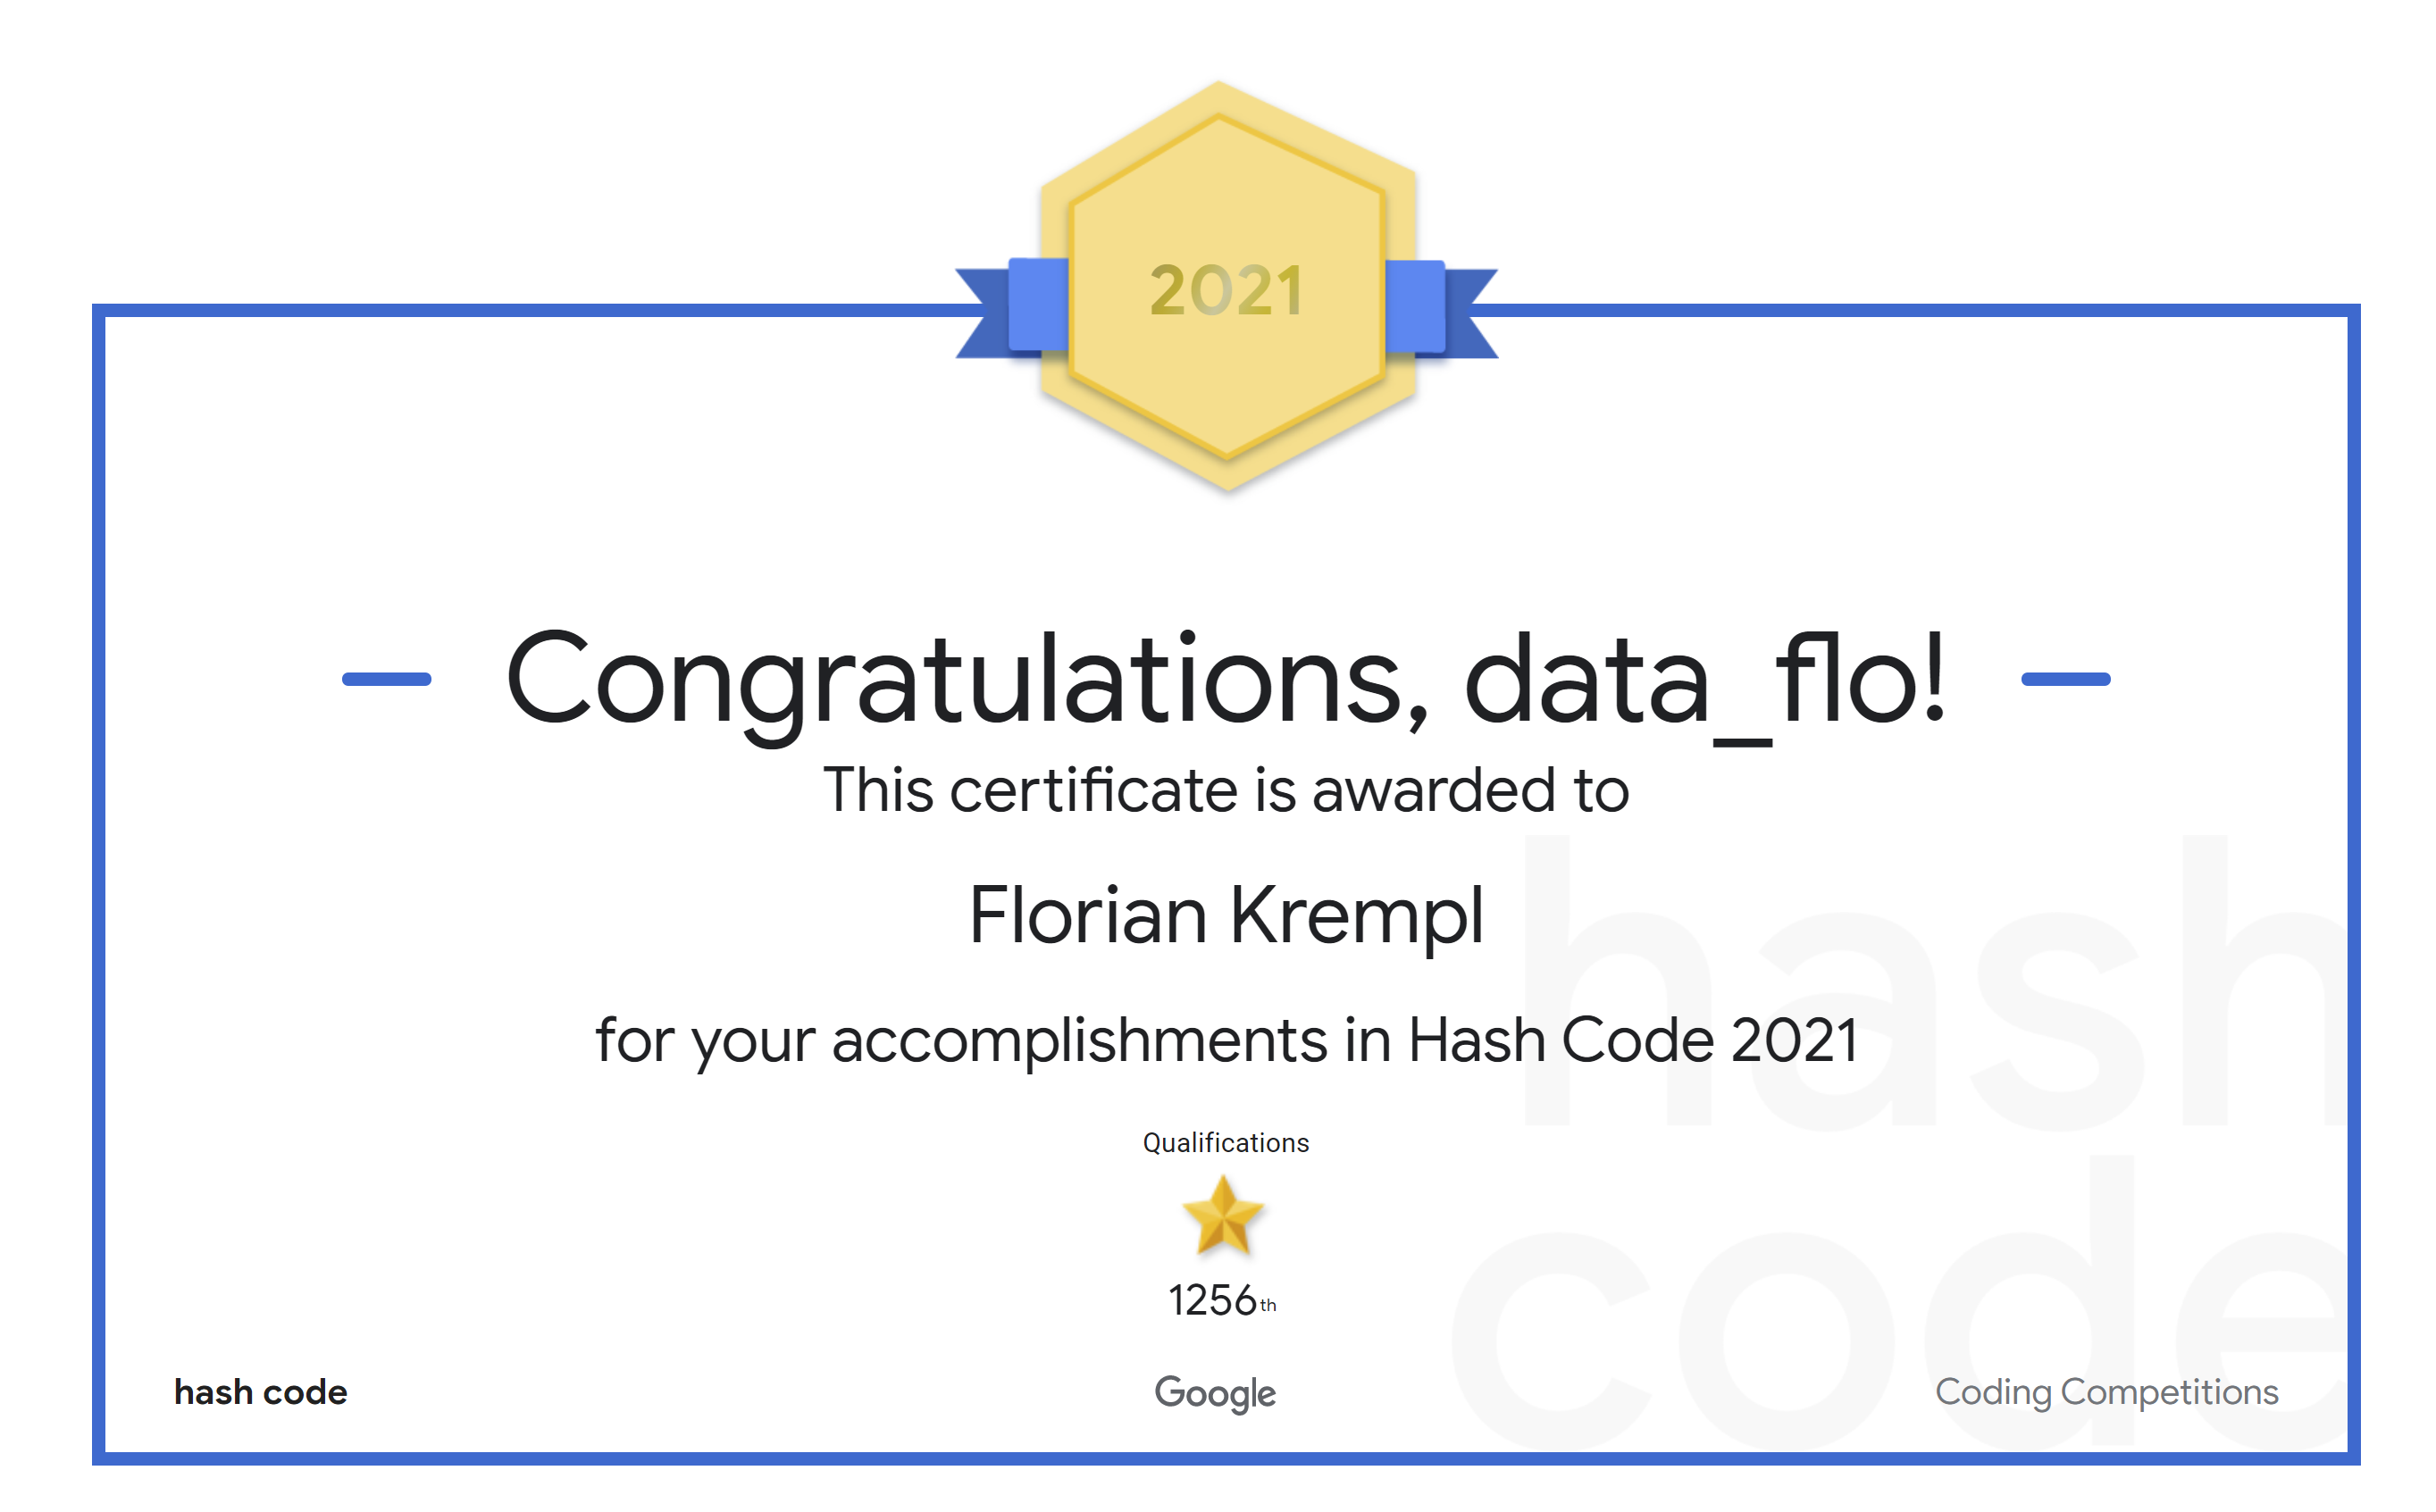 2021
Congratulations, data_flo!
This certificate is awarded to
Florian Krempl
for your accomplishments in Hash Code 2021
Qualifications
1256th
hash
code
hash code
Google
Coding Competitions